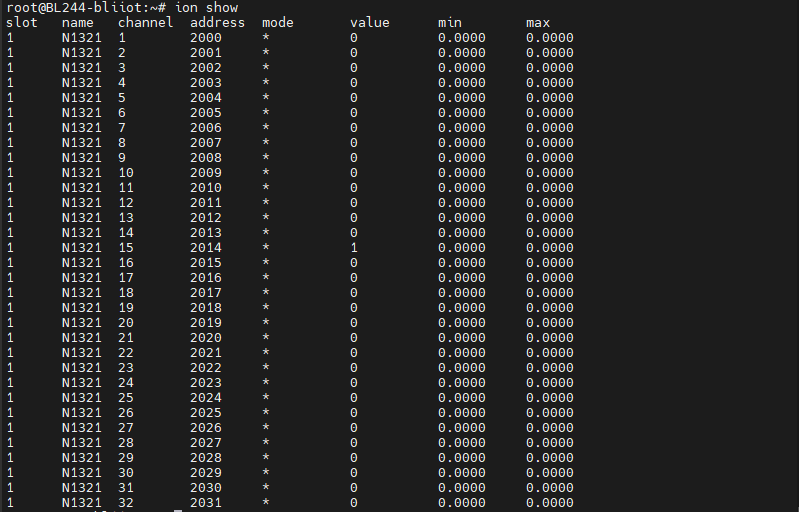 root@BL244-bliiot:~# ion show
slot name channel address mode value min max
1 N1321 1 2000 * 0 0.0000 0.0000
1 N1321 2 2001 * 0 0.0000 0.0000
1 N1321 3 2002 * 0 0.0000 0.0000
1 N1321 4 2003 * 0 0.0000 0.0000
1 N1321 5 2004 * 0 0.0000 0.0000
1 N1321 6 2005 * 0 0.0000 0.0000
1 N1321 7 2006 * 0 0.0000 0.0000
1 N1321 8 2007 * 0 0.0000 0.0000
1 N1321 9 2008 * 0 0.0000 0.0000
1 N1321 10 2009 * 0 0.0000 0.0000
1 N1321 11 2010 * 0 0.0000 0.0000
1 N1321 12 2011 * 0 0.0000 0.0000
1 N1321 13 2012 * 0 0.0000 0.0000
1 N1321 14 2013 * 0 0.0000 0.0000
1 N1321 15 2014 * 1 0.0000 0.0000
1 N1321 16 2015 * 0 0.0000 0.0000
1 N1321 17 2016 * 0 0.0000 0.0000
1 N1321 18 2017 * 0 0.0000 0.0000
1 N1321 19 2018 * 0 0.0000 0.0000
1 N1321 20 2019 * 0 0.0000 0.0000
1 N1321 21 2020 * 0 0.0000 0.0000
1 N1321 22 2021 * 0 0.0000 0.0000
1 N1321 23 2022 * 0 0.0000 0.0000
1 N1321 24 2023 * 0 0.0000 0.0000
1 N1321 25 2024 * 0 0.0000 0.0000
1 N1321 26 2025 * 0 0.0000 0.0000
1 N1321 27 2026 * 0 0.0000 0.0000
1 N1321 28 2027 * 0 0.0000 0.0000
1 N1321 29 2028 * 0 0.0000 0.0000
1 N1321 30 2029 * 0 0.0000 0.0000
1 N1321 31 2030 * 0 0.0000 0.0000
1 N1321 32 2031 * 0 0.0000 0.0000